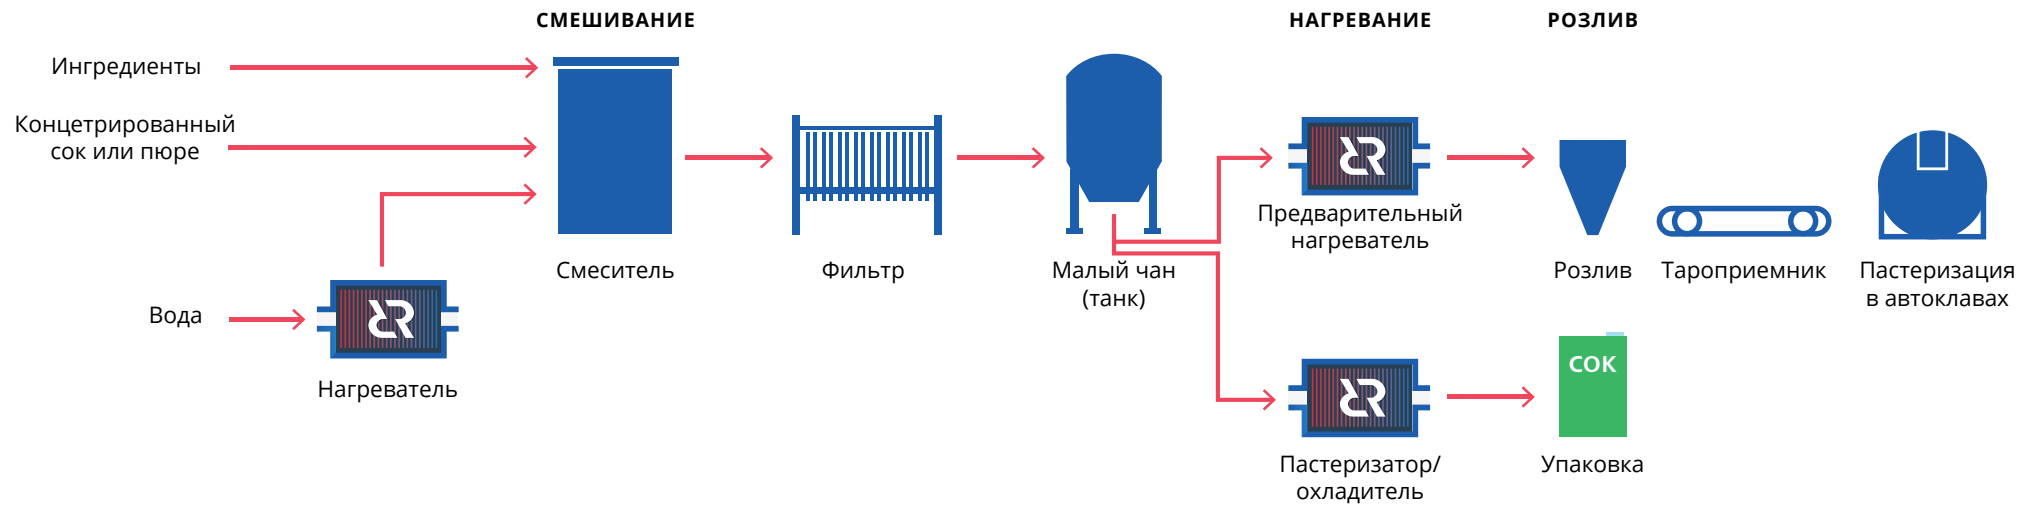 СМЕШИВАНИЕ
НАГРЕВАНИЕ
РОЗЛИВ
Ингредиенты
Концетрированный
сок или пюре
Вода
Нагреватель
Смеситель
Фильтр
Малый чан
(танк)
Предварительный
нагреватель
Розлив
Тароприемник
Пастеризация
в автоклавах
СОК
Пастеризатор/
охладитель
Упаковка